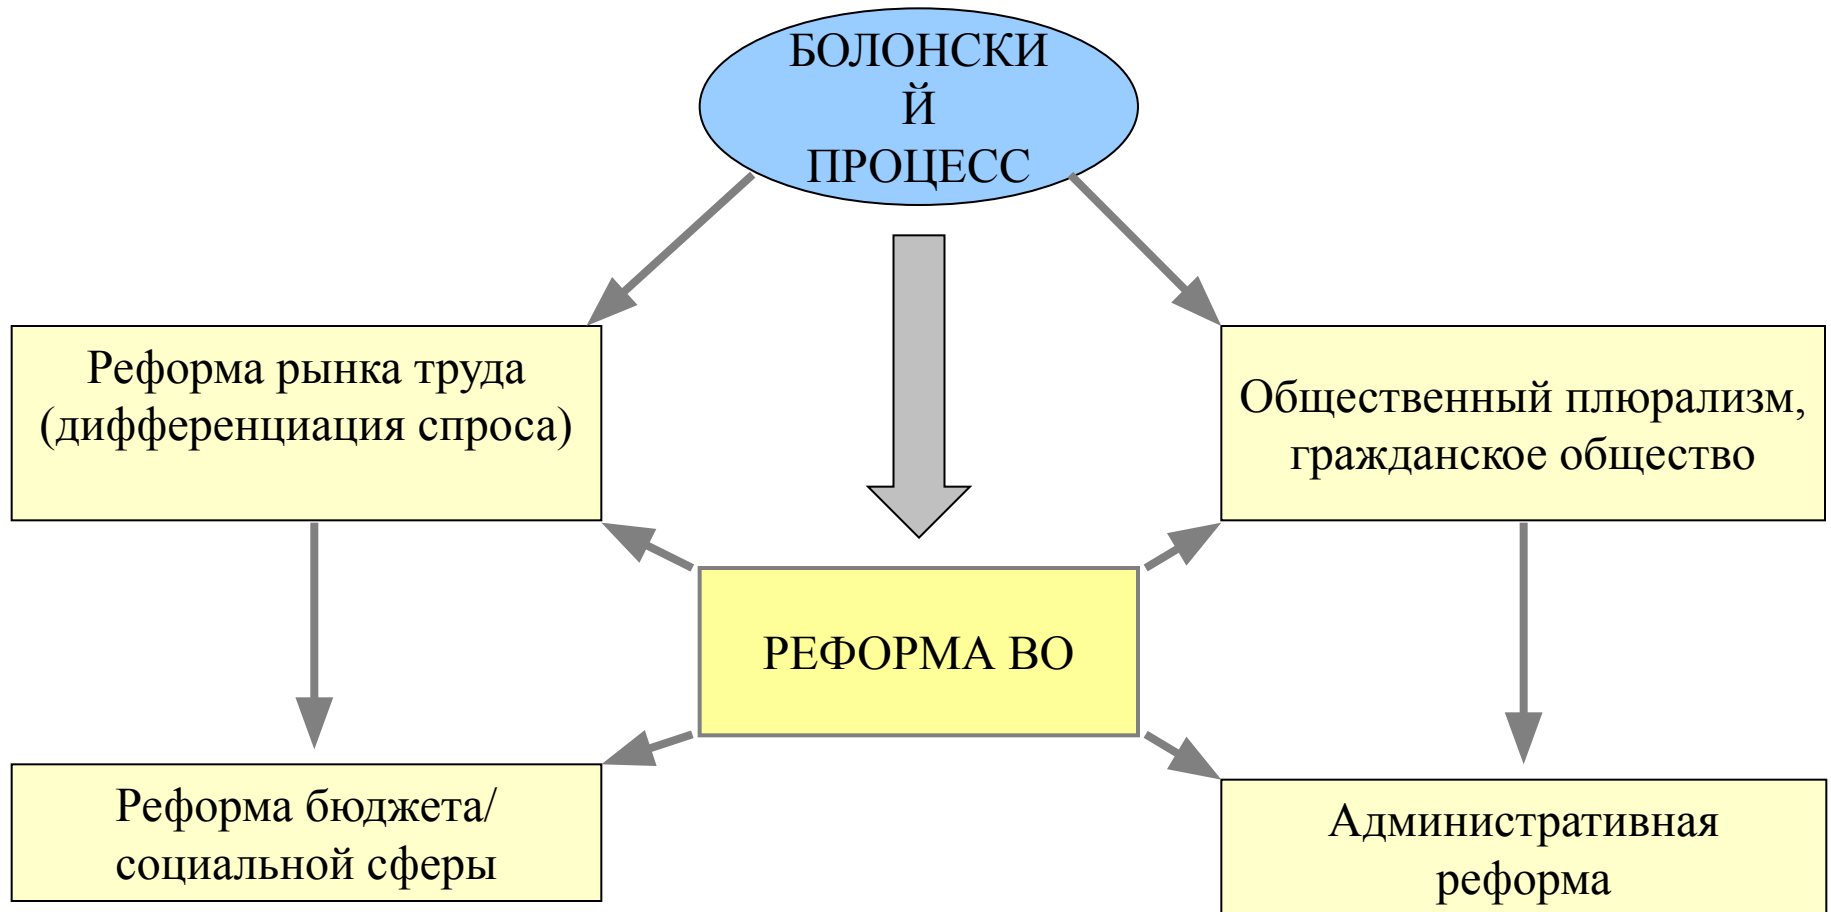 БОЛОНСКИ
Й
ПРОЦЕСС
Реформа рынка труда
(дифференциация спроса)
Общественный плюрализм,
гражданское общество
РЕФОРМА ВО
Реформа бюджета/
социальной сферы
Административная
реформа